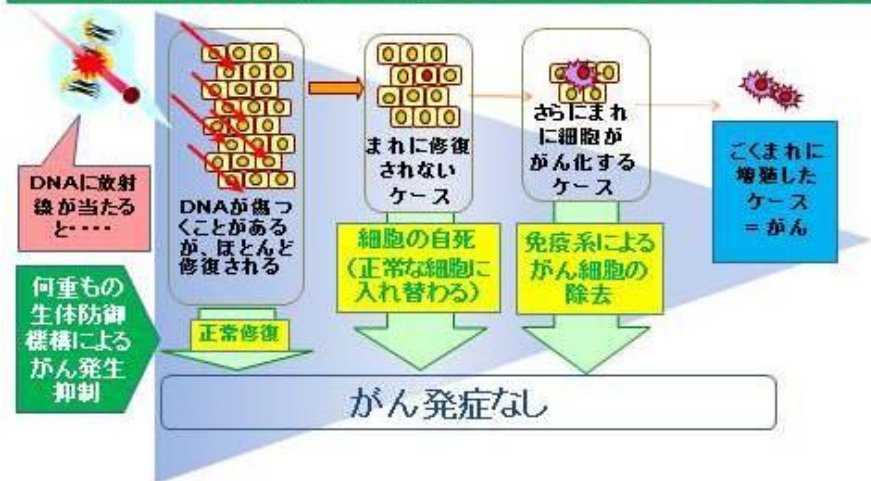 DNAに放射
線が当たる
と・・・・
DNAが傷つ
くことがある
が、ほとんど
修復される
まれに修復
されない
ケース
さらにまれ
に細胞が
がん化する
ケース
ごくまれに
増殖した
ケース
=がん
何重もの
生体防御
機構による
がん発生
抑制
正常修復
細胞の自死
(正常な細胞に
入れ替わる)
免疫系による
がん細胞の
除去
がん発症なし